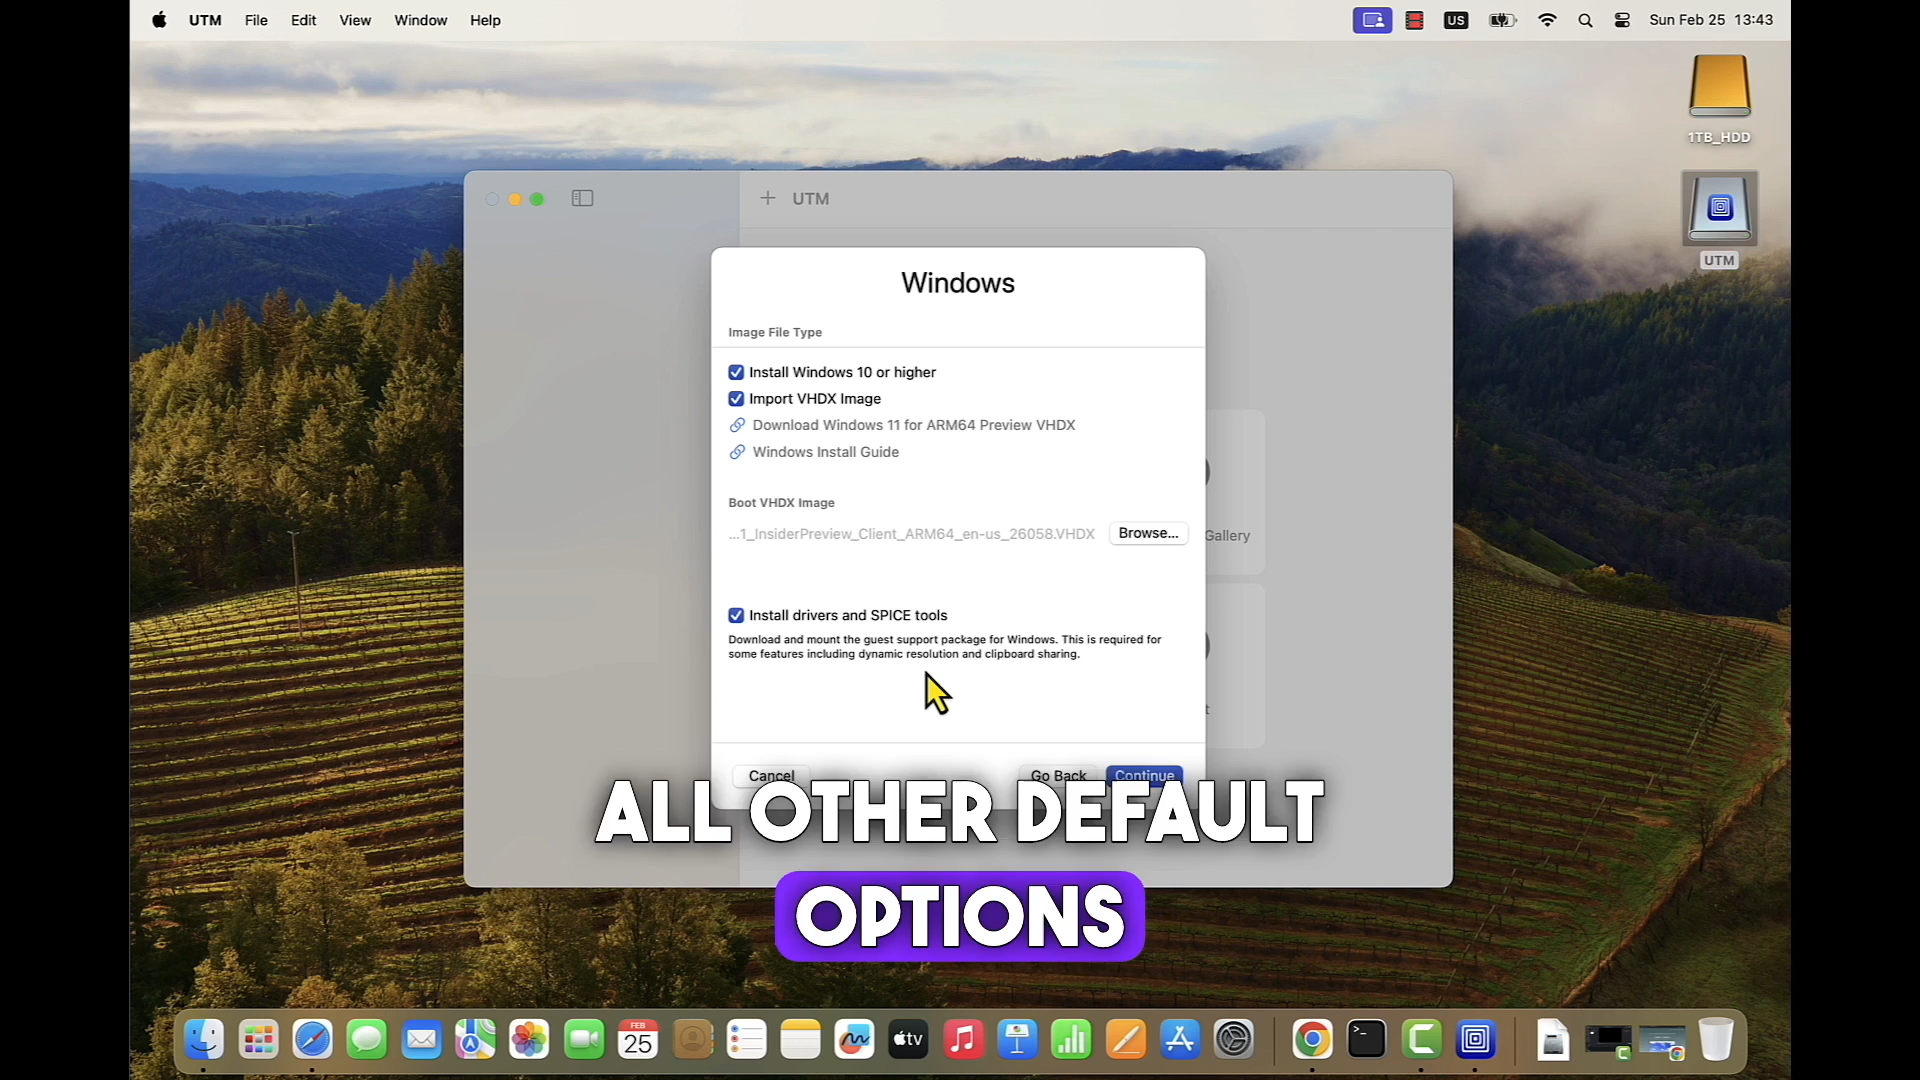 UTM File Edit View Window Help
US
Sun Feb 25 13:43
1TB_HDD
UTM
UTM
Windows
Image File Type
Install Windows 10 or higher
Import VHDX Image
Download Windows 11 for ARM64 Preview VHDX
Windows Install Guide
Boot VHDX Image
...1_InsiderPreview_Client_ARM64_en-us_26058.VHDX
Browse...
Gallery
Install drivers and SPICE tools
Download and mount the guest support package for Windows. This is required for
some features including dynamic resolution and clipboard sharing.
t
Cancel
Go Back
Continue
ALL OTHER DEFAULT
OPTIONS
FEB
25
tv